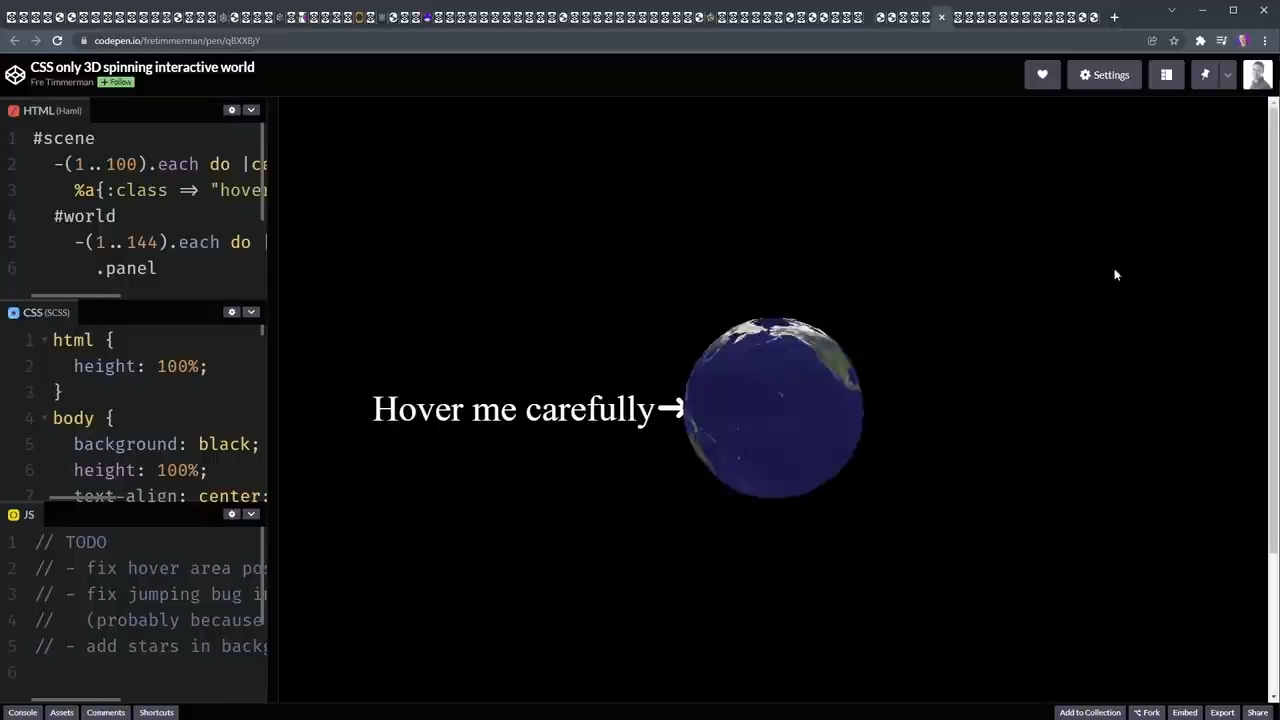 codepen.io/fretimmerman/pen/qBXXBjY
CSS only 3D spinning interactive world
Fre Timmerman
+ Follow
Settings
HTML (Haml)
1 #scene
2 -(1..100).each do |ce
3 %a{:class => "hover
4 #world
5 -(1..144).each do |
6 .panel
CSS (SCSS)
1 html {
2 height: 100%;
3 }
4 body {
5 background: black;
6 height: 100%;
7 text-align: center;
JS
1 // TODO
2 // - fix hover area pos
3 // - fix jumping bug in
4 // (probably because
5 // - add stars in backg
6
Hover me carefully→
Console
Assets
Comments
Shortcuts
Add to Collection
Fork
Embed
Export
Share